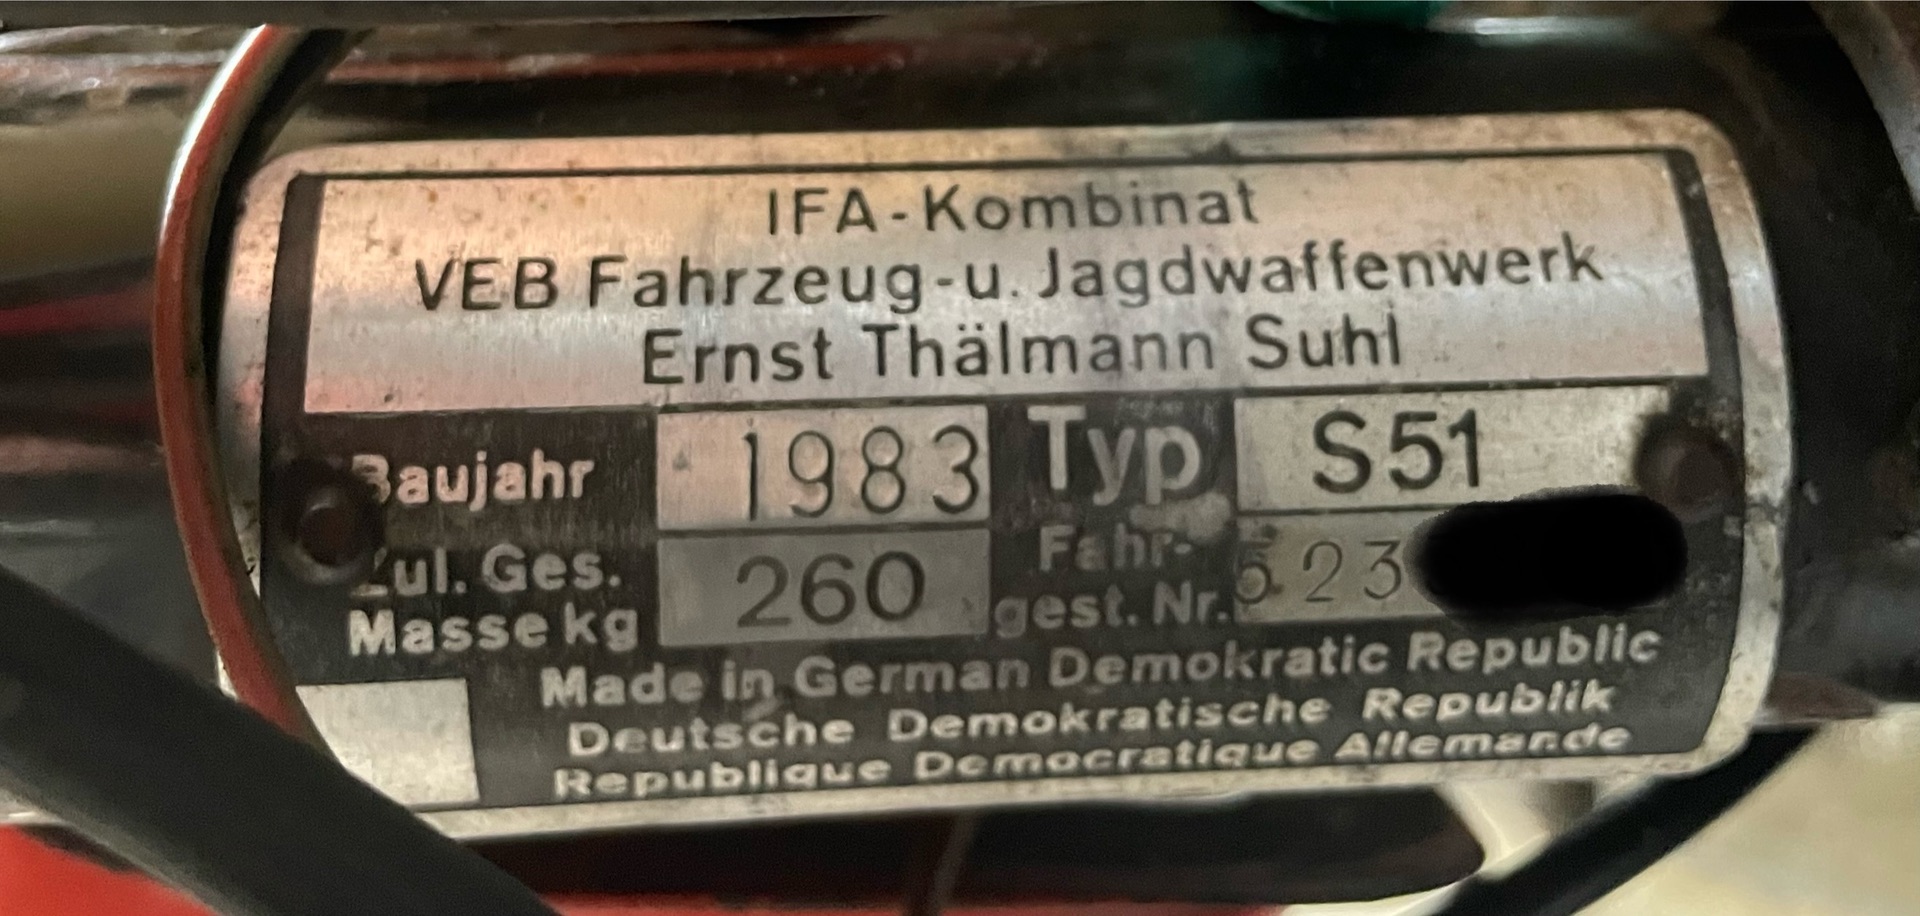 IFA-Kombinat
VEB Fahrzeug-u. Jagdwaffenwerk
Ernst Thälmann Suhl
Baujahr 1983 Typ S51
Zul. Ges. Masse kg 260 Fahr-gest. Nr. 523
Made in German Demokratic Republic
Deutsche Demokratische Republik
Republique Democratique Allemande